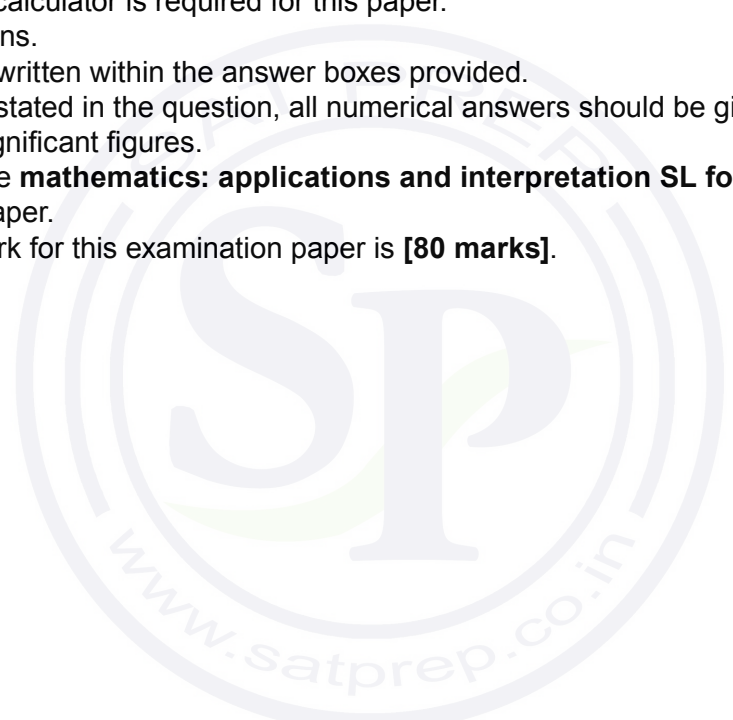 calculator is required for this paper.
ns.
written within the answer boxes provided.
stated in the question, all numerical answers should be gi
gnificant figures.
e mathematics: applications and interpretation SL fo
aper.
rk for this examination paper is [80 marks].
SAT PREP
SP
www.satprep.co.in